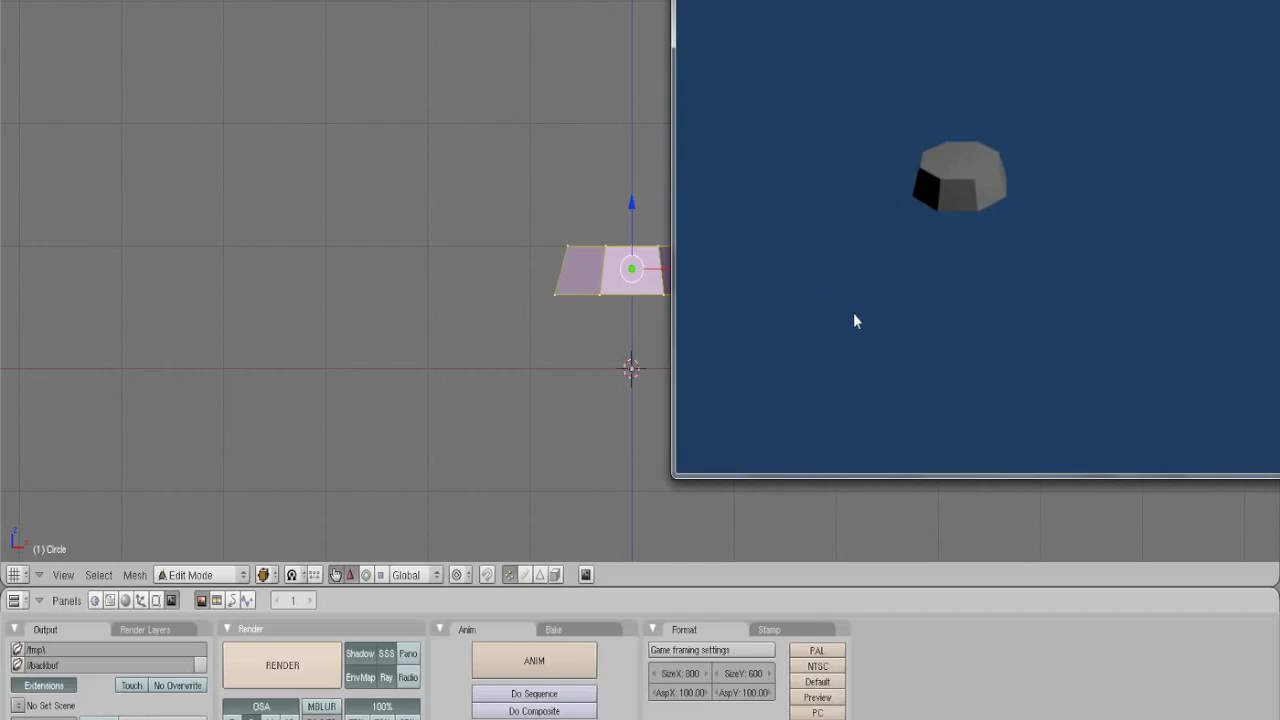 z
x
(1) Circle
View Select Mesh Edit Mode Global
Panels 1
Output Render Layers Render Anim Bake Format Stamp
/tmp\
//backbuf
Extensions Touch No Overwrite
No Set Scene
RENDER
Shadow SSS Pano
EnvMap Ray Radio
OSA MBLUR 100%
ANIM
Do Sequence
Do Composite
Game framing settings
SizeX: 800 SizeY: 600
AspX: 100.00 AspY: 100.00
PAL
NTSC
Default
Preview
PC